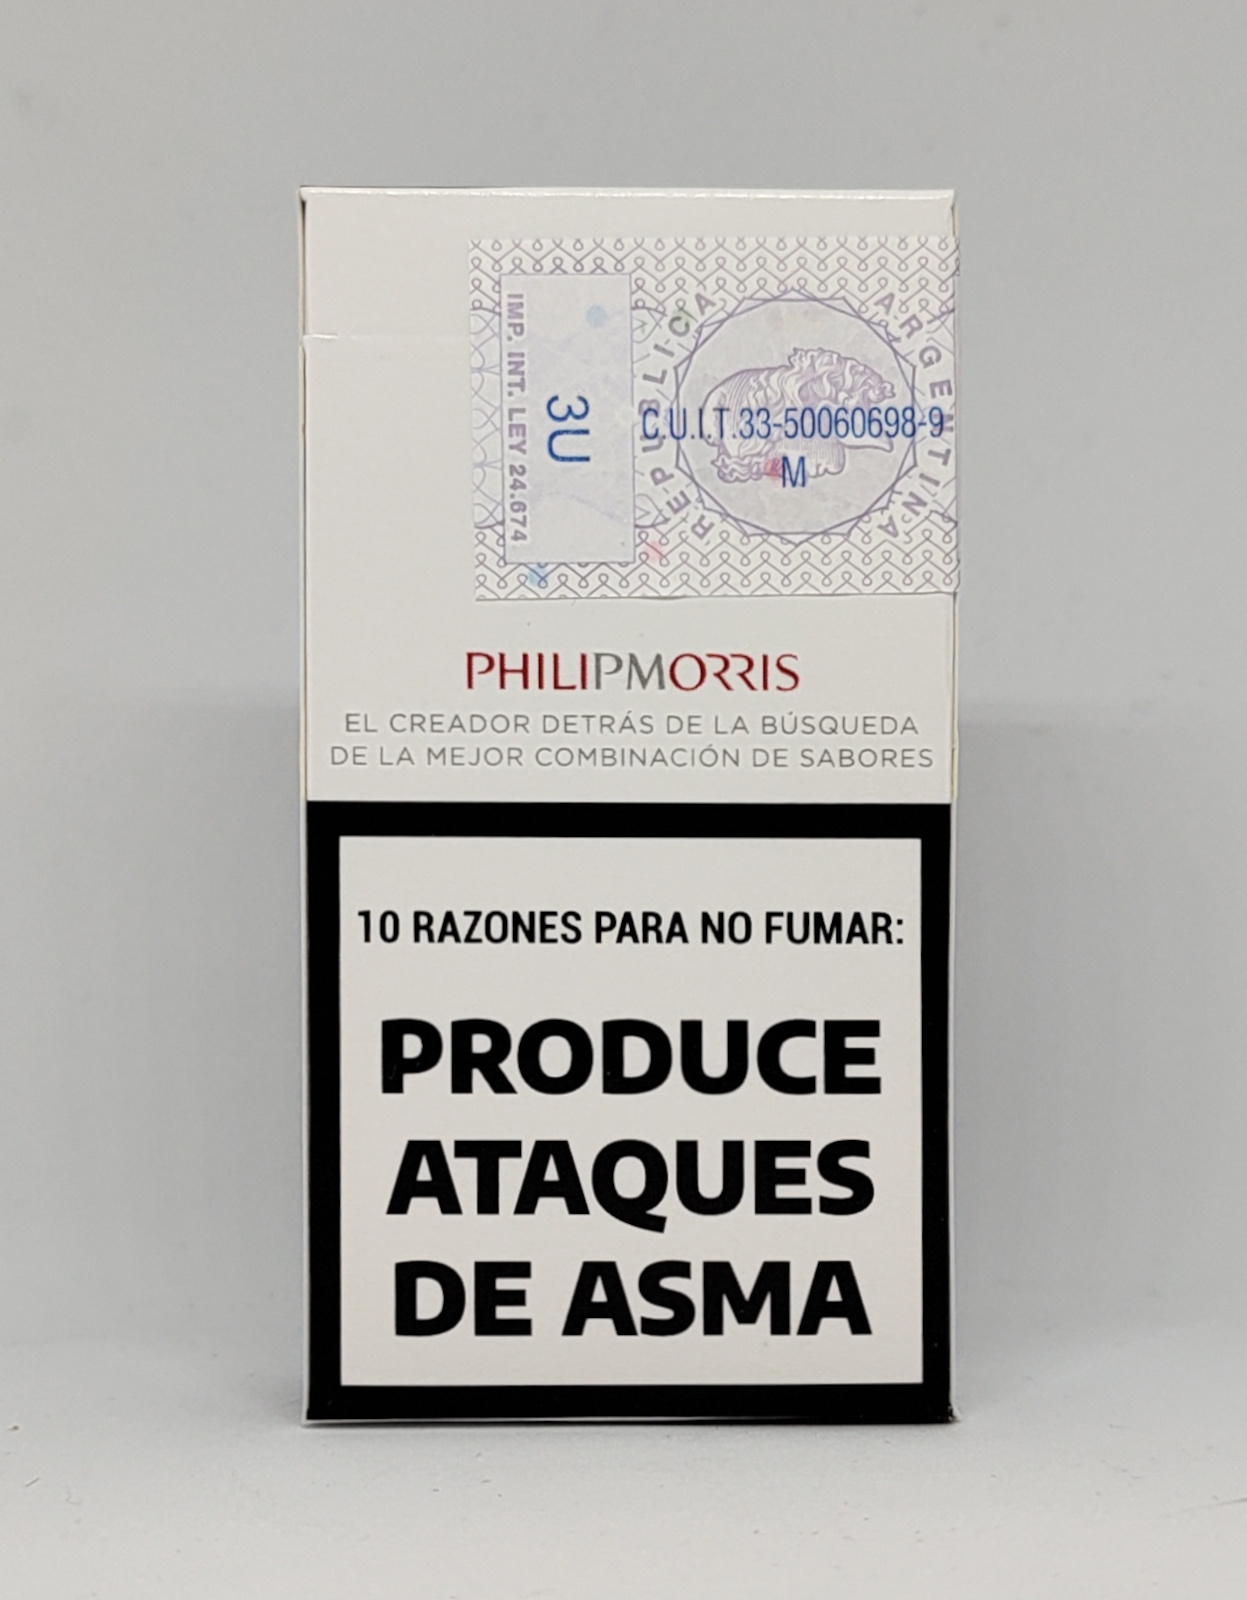 REPÚBLICA ARGENTINA
IMP. INT. LEY 24.674
3U
C.U.I.T.33-50060698-9
M
PHILIPMORRIS
EL CREADOR DETRÁS DE LA BÚSQUEDA
DE LA MEJOR COMBINACIÓN DE SABORES
10 RAZONES PARA NO FUMAR:
PRODUCE
ATAQUES
DE ASMA